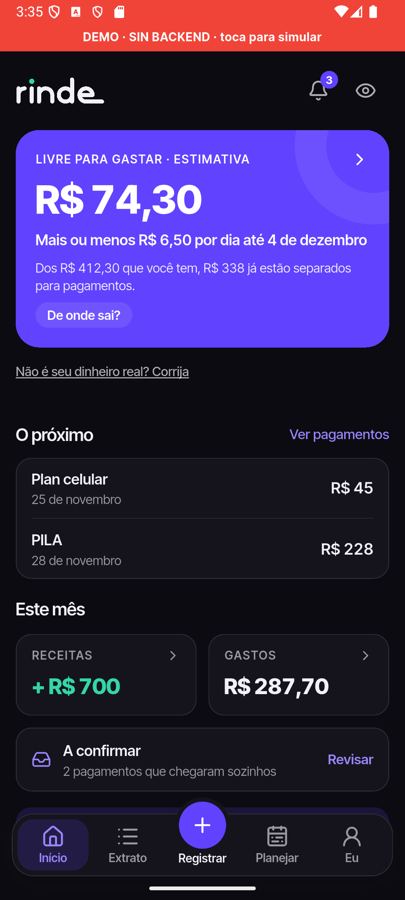 3:35
DEMO · SIN BACKEND · toca para simular
rinde
3
LIVRE PARA GASTAR · ESTIMATIVA
R$ 74,30
Mais ou menos R$ 6,50 por dia até 4 de dezembro
Dos R$ 412,30 que você tem, R$ 338 já estão separados
para pagamentos.
De onde sai?
Não é seu dinheiro real? Corrija
O próximo
Ver pagamentos
Plan celular
25 de novembro
R$ 45
PILA
28 de novembro
R$ 228
Este mês
RECEITAS
+ R$ 700
GASTOS
R$ 287,70
A confirmar
2 pagamentos que chegaram sozinhos
Revisar
Início
Extrato
Registrar
Planejar
Eu